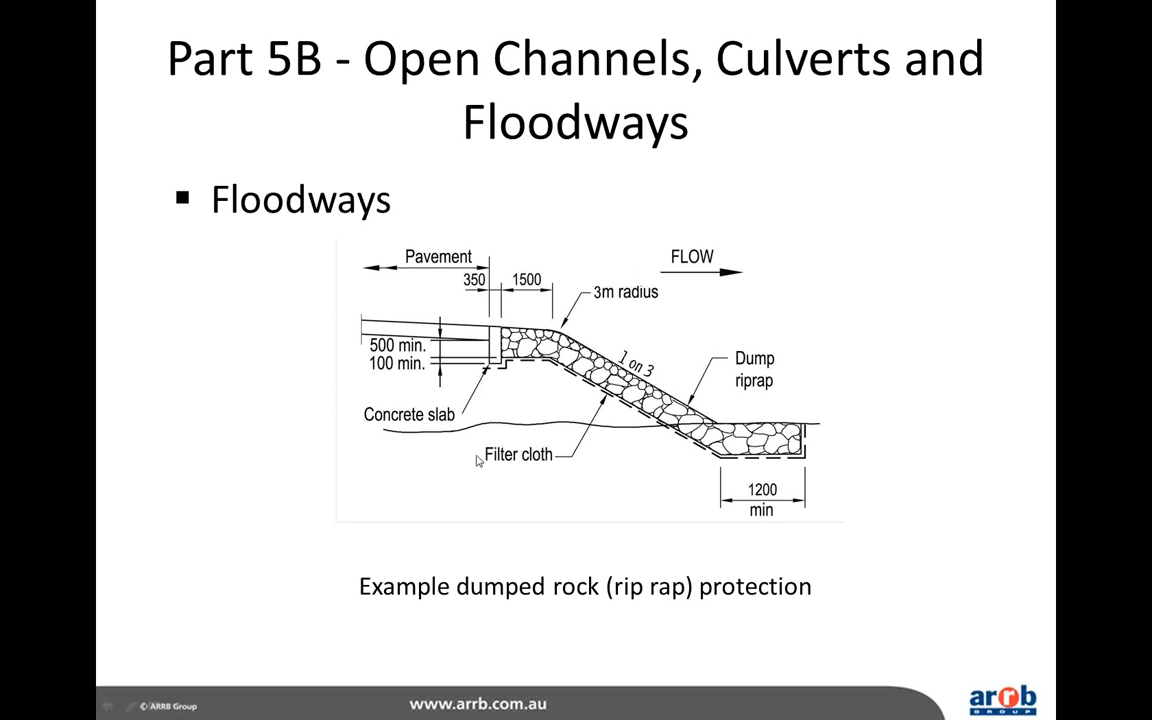 Part 5B - Open Channels, Culverts and
Floodways
▪ Floodways
Pavement
FLOW
350
1500
3m radius
500 min.
100 min.
1 on 3
Dump
riprap
Concrete slab
Filter cloth
1200
min
Example dumped rock (rip rap) protection
© ARRB Group
www.arrb.com.au
arrb
GROUP